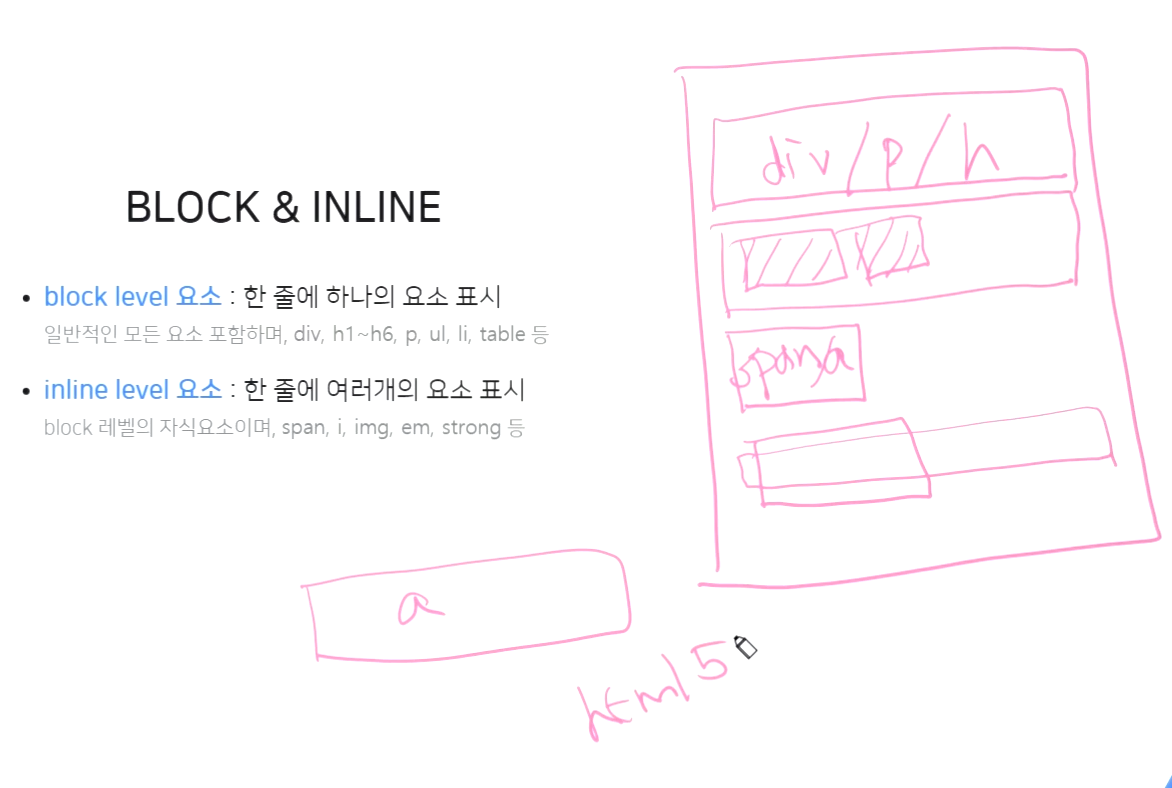 BLOCK & INLINE
• block level 요소 : 한 줄에 하나의 요소 표시
일반적인 모든 요소 포함하며, div, h1~h6, p, ul, li, table 등
• inline level 요소 : 한 줄에 여러개의 요소 표시
block 레벨의 자식요소이며, span, i, img, em, strong 등
div/p/h
span
a
html5